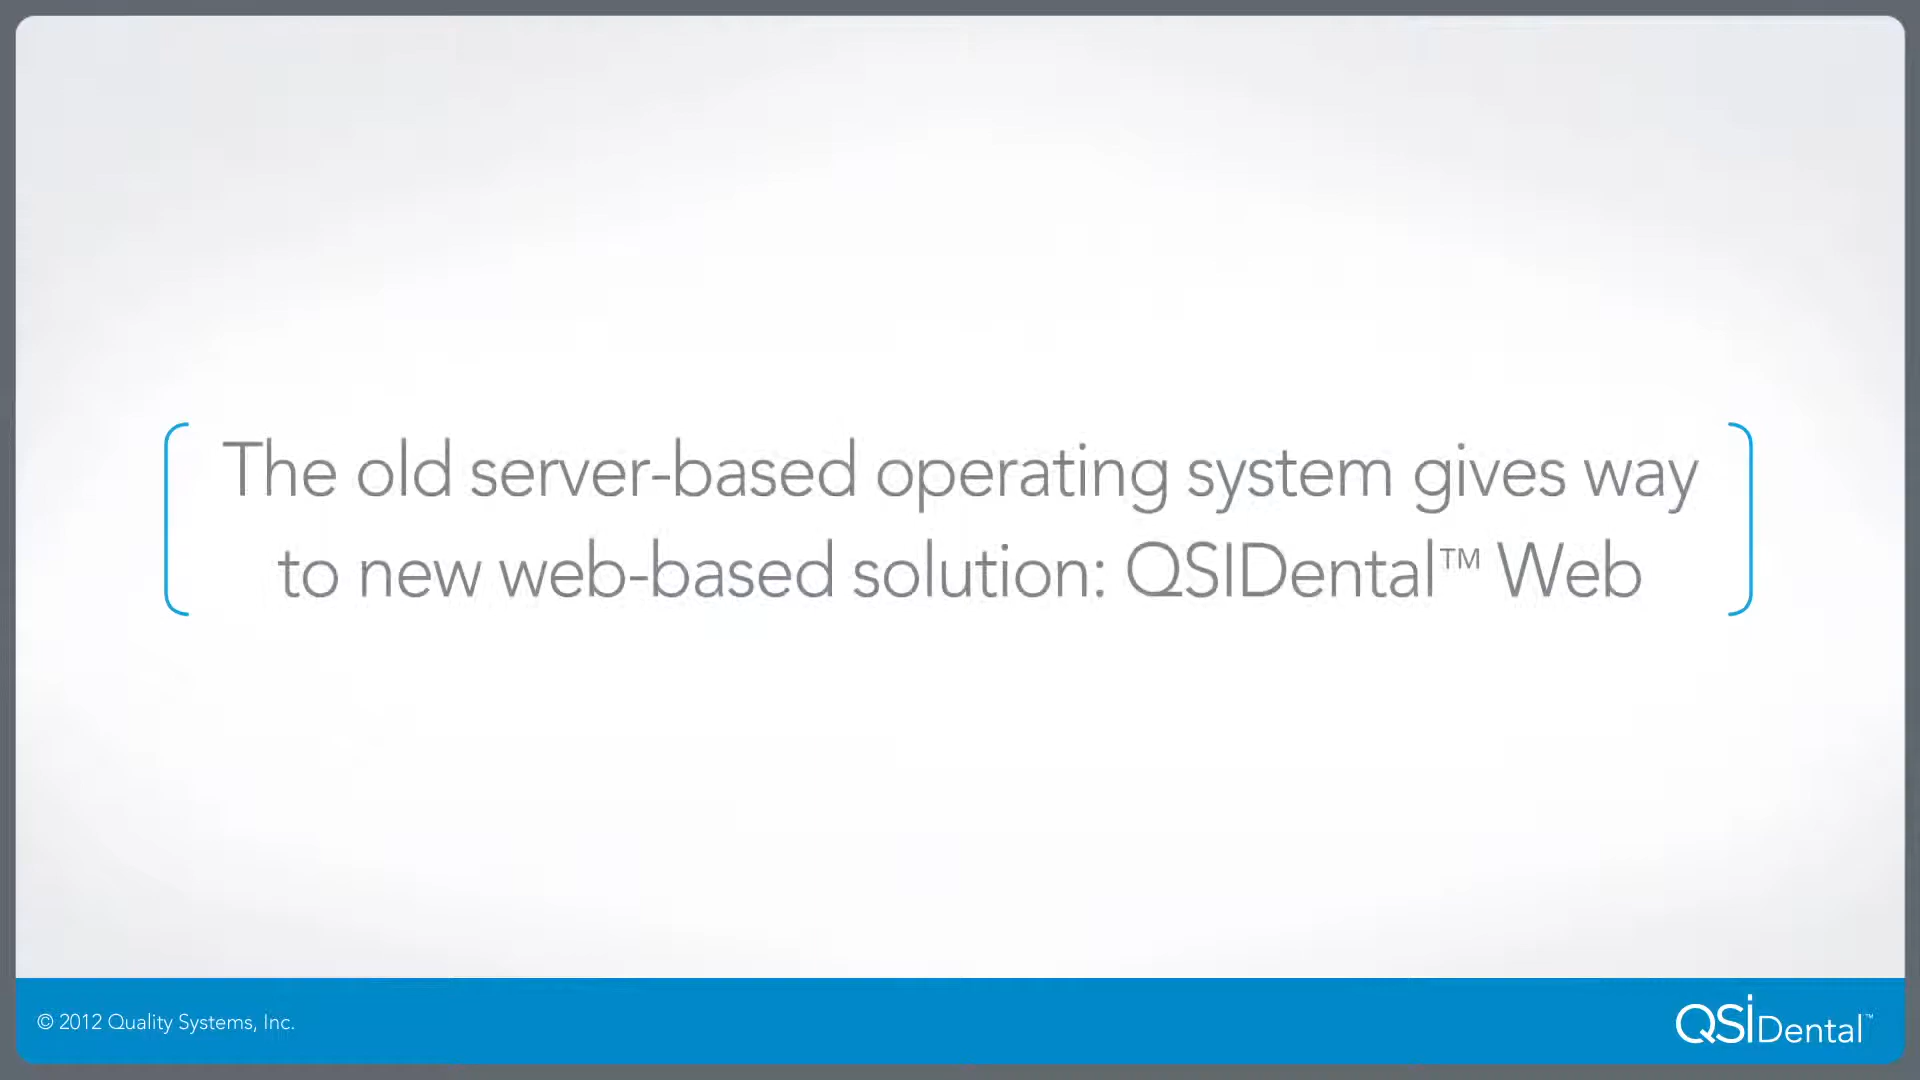 The old server-based operating system gives way
to new web-based solution: QSIDental™ Web
© 2012 Quality Systems, Inc.
QSIDental™